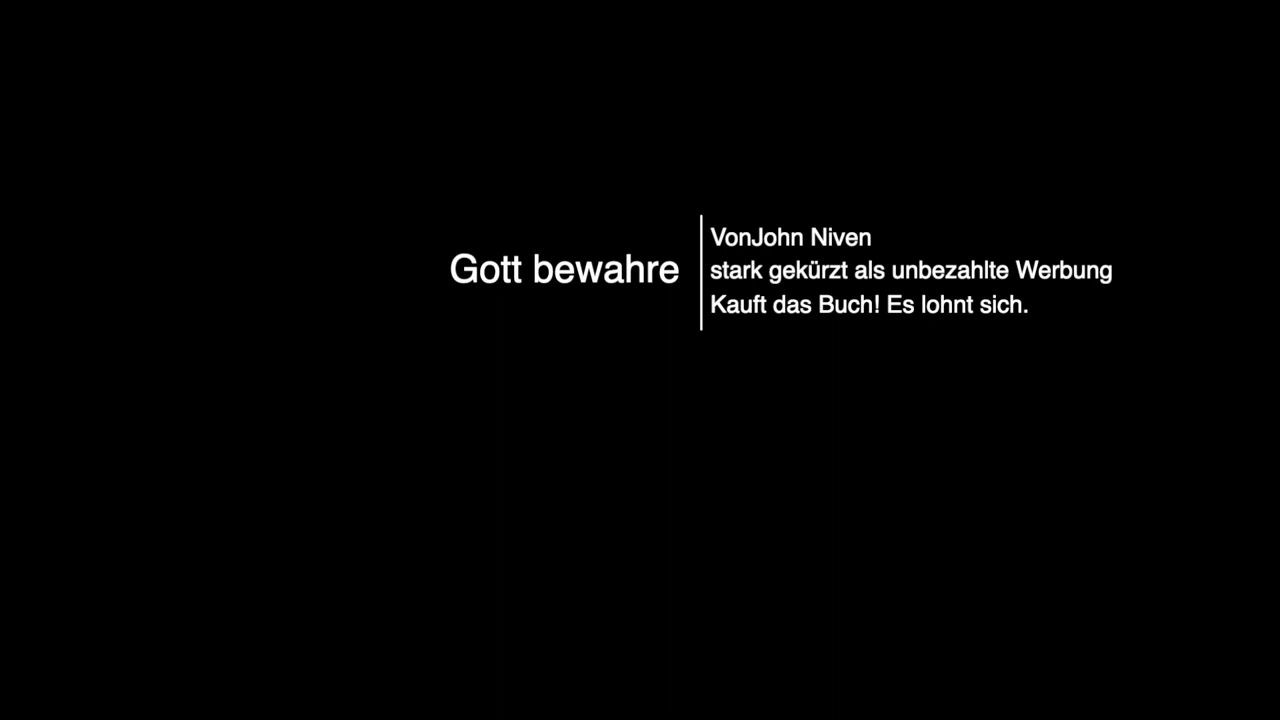 Gott bewahre
VonJohn Niven
stark gekürzt als unbezahlte Werbung
Kauft das Buch! Es lohnt sich.